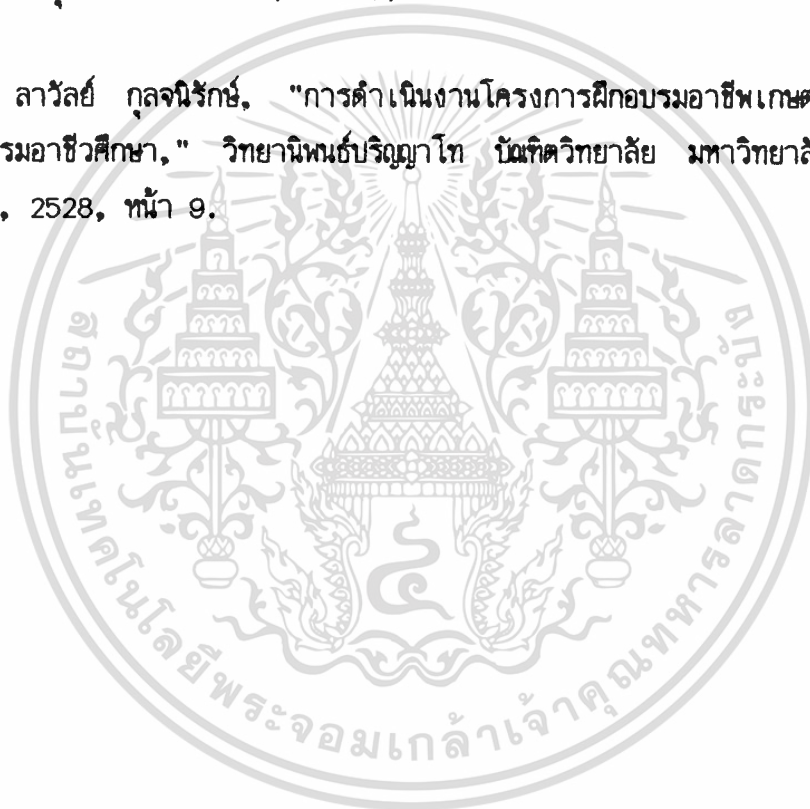 ลาวัลย์ กุลจนิรักษ์, "การดำเนินงานโครงการฝึกอบรมอาชีพเกษต
รมอาชีวศึกษา," วิทยานิพนธ์ปริญญาโท บัณฑิตวิทยาลัย มหาวิทยาลั
, 2528, หน้า 9.
สถาบันเทคโนโลยีพระจอมเกล้าเจ้าคุณทหารลาดกระบัง